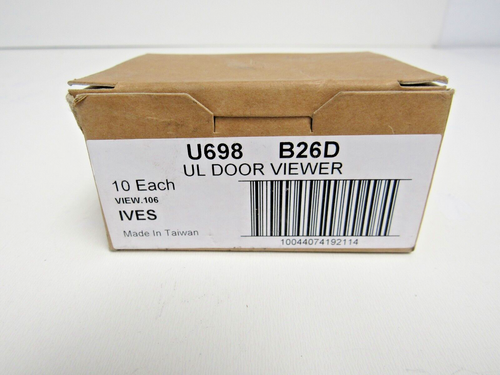 U698 B26D
UL DOOR VIEWER
10 Each
VIEW.106
IVES
Made In Taiwan
10044074192114